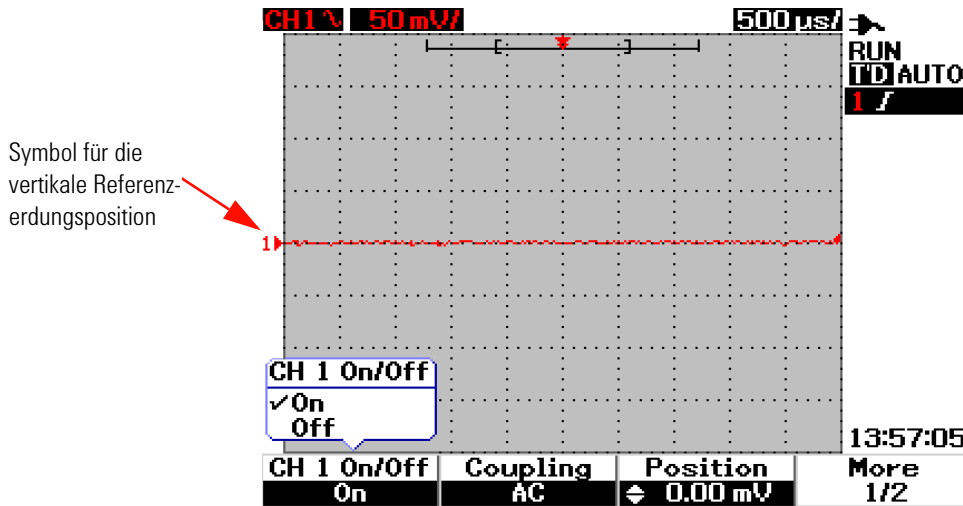 CH1 50 mV/ 500 µs/
RUN
T'D AUTO
1
Symbol für die
vertikale Referenz-
erdungsposition
1
CH 1 On/Off
✓On
Off
13:57:05
CH 1 On/Off Coupling Position More
On AC 0.00 mV 1/2